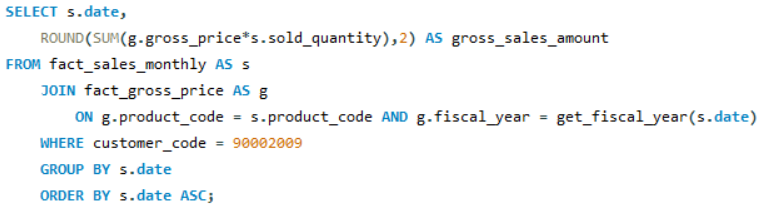 SELECT s.date,
ROUND(SUM(g.gross_price*s.sold_quantity),2) AS gross_sales_amount
FROM fact_sales_monthly AS s
JOIN fact_gross_price AS g
ON g.product_code = s.product_code AND g.fiscal_year = get_fiscal_year(s.date)
WHERE customer_code = 90002009
GROUP BY s.date
ORDER BY s.date ASC;